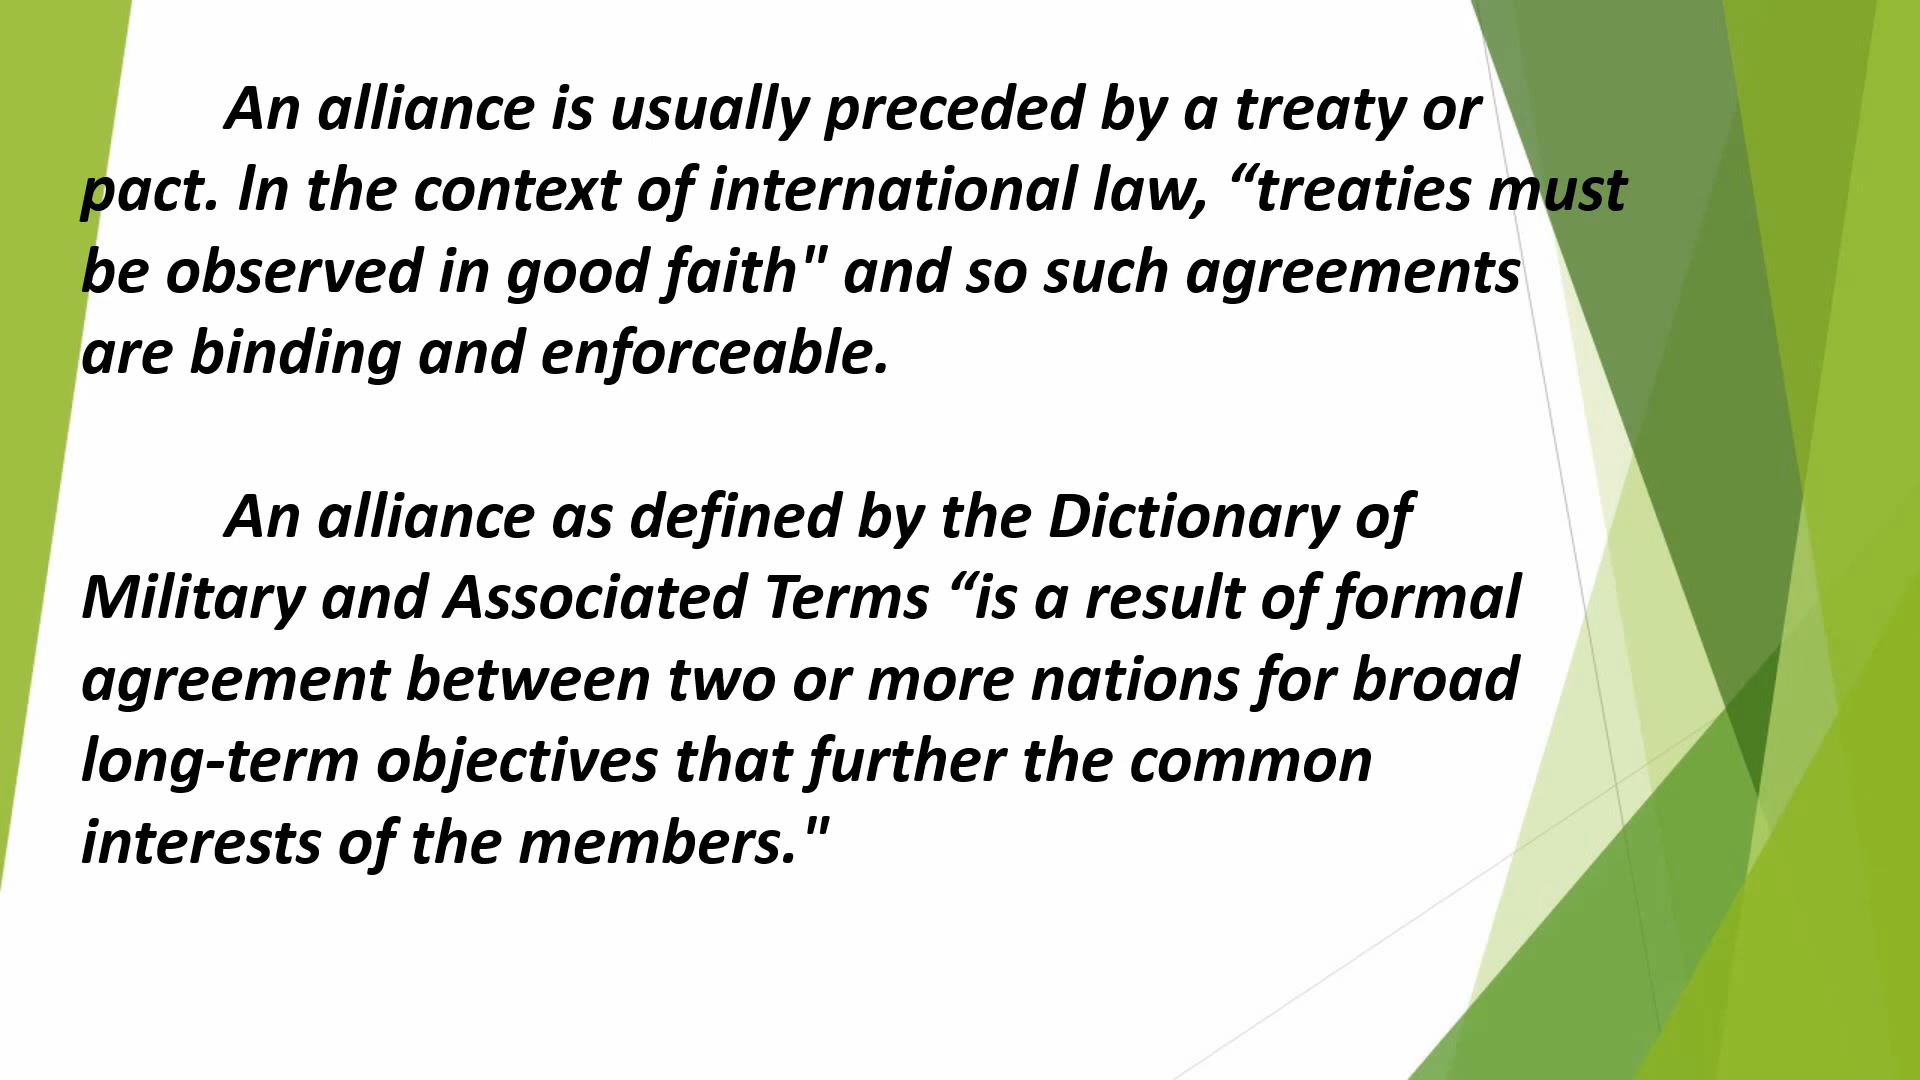 An alliance is usually preceded by a treaty or
pact. In the context of international law, “treaties must
be observed in good faith" and so such agreements
are binding and enforceable.
An alliance as defined by the Dictionary of
Military and Associated Terms “is a result of formal
agreement between two or more nations for broad
long-term objectives that further the common
interests of the members."